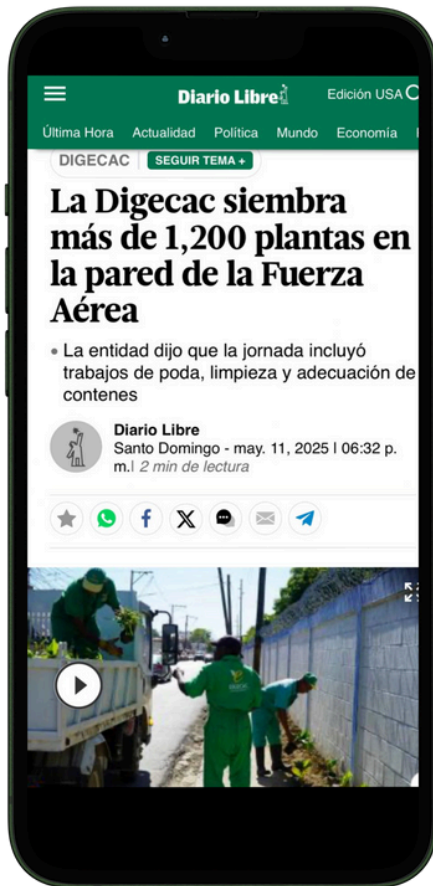 Diario Libre
Edición USA
Última Hora Actualidad Política Mundo Economía
DIGECAC SEGUIR TEMA +
La Digecac siembra
más de 1,200 plantas en
la pared de la Fuerza
Aérea
• La entidad dijo que la jornada incluyó
trabajos de poda, limpieza y adecuación de
contenes
Diario Libre
Santo Domingo - may. 11, 2025 | 06:32 p.
m.| 2 min de lectura
DIGECAC